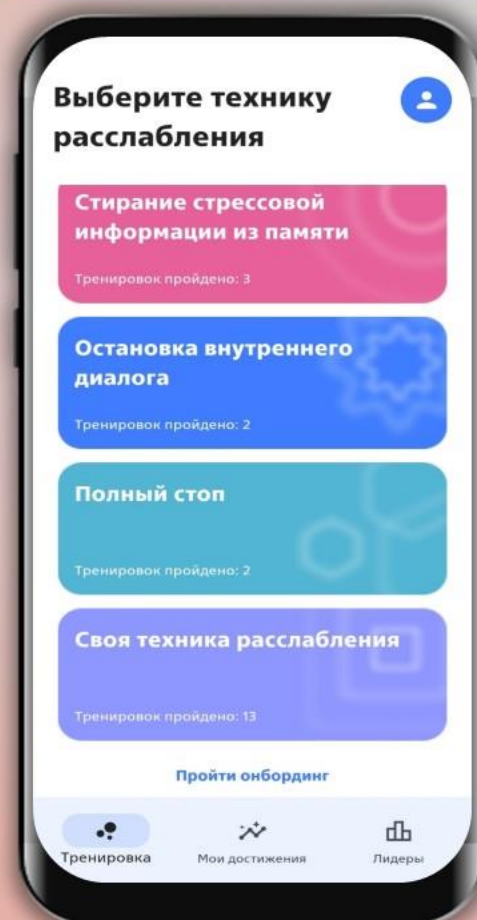 Выберите технику
расслабления
Стирание стрессовой
информации из памяти
Тренировок пройдено: 3
Остановка внутреннего
диалога
Тренировок пройдено: 2
Полный стоп
Тренировок пройдено: 2
Своя техника расслабления
Тренировок пройдено: 13
Пройти онбординг
Тренировка
Мои достижения
Лидеры